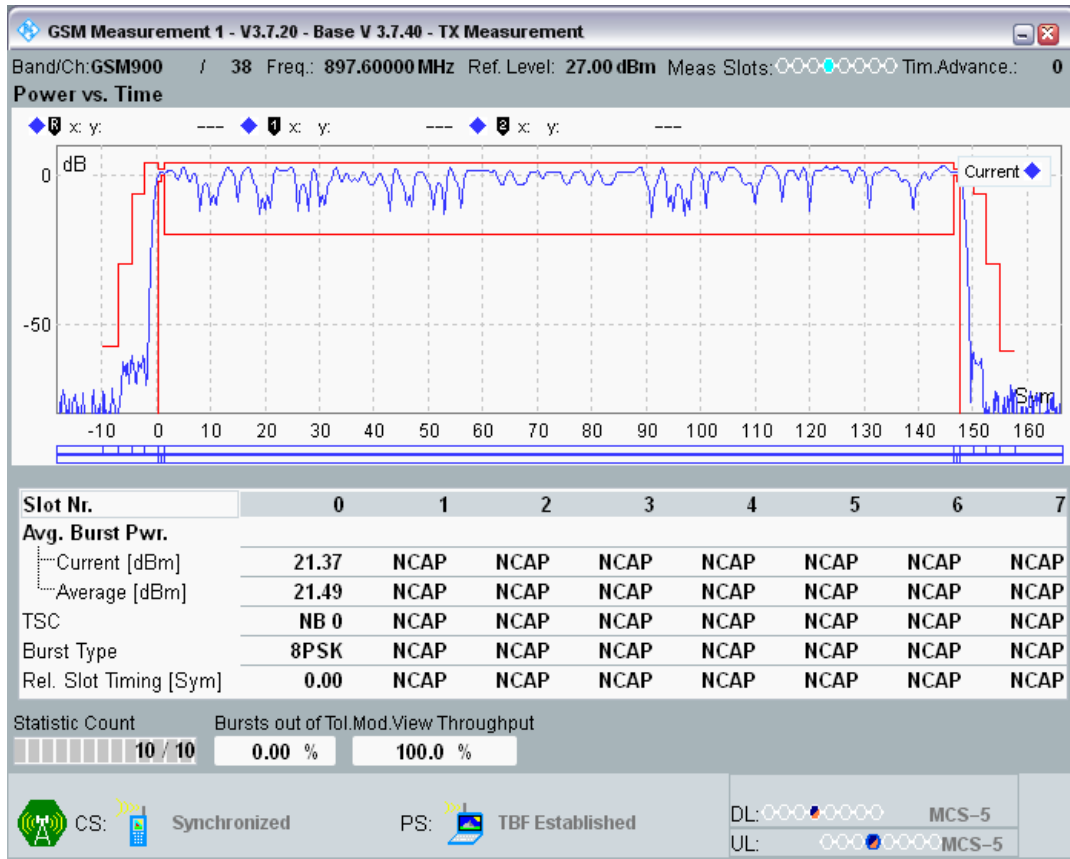 GSM Measurement 1 - V3.7.20 - Base V 3.7.40 - TX Measurement
Band/Ch:GSM900 / 38 Freq.: 897.60000 MHz Ref. Level: 27.00 dBm Meas Slots: Tim.Advance.: 0
Power vs. Time
R x: y: --- 1 x: y: --- 2 x: y: ---
dB
Current
0
-50
Sym
-10 0 10 20 30 40 50 60 70 80 90 100 110 120 130 140 150 160
Slot Nr. 0 1 2 3 4 5 6 7
Avg. Burst Pwr.
Current [dBm] 21.37 NCAP NCAP NCAP NCAP NCAP NCAP NCAP
Average [dBm] 21.49 NCAP NCAP NCAP NCAP NCAP NCAP NCAP
TSC NB 0 NCAP NCAP NCAP NCAP NCAP NCAP NCAP
Burst Type 8PSK NCAP NCAP NCAP NCAP NCAP NCAP NCAP
Rel. Slot Timing [Sym] 0.00 NCAP NCAP NCAP NCAP NCAP NCAP NCAP
Statistic Count Bursts out of Tol.Mod.View Throughput
10 / 10 0.00 % 100.0 %
CS: Synchronized PS: TBF Established DL: MCS-5
UL: MCS-5